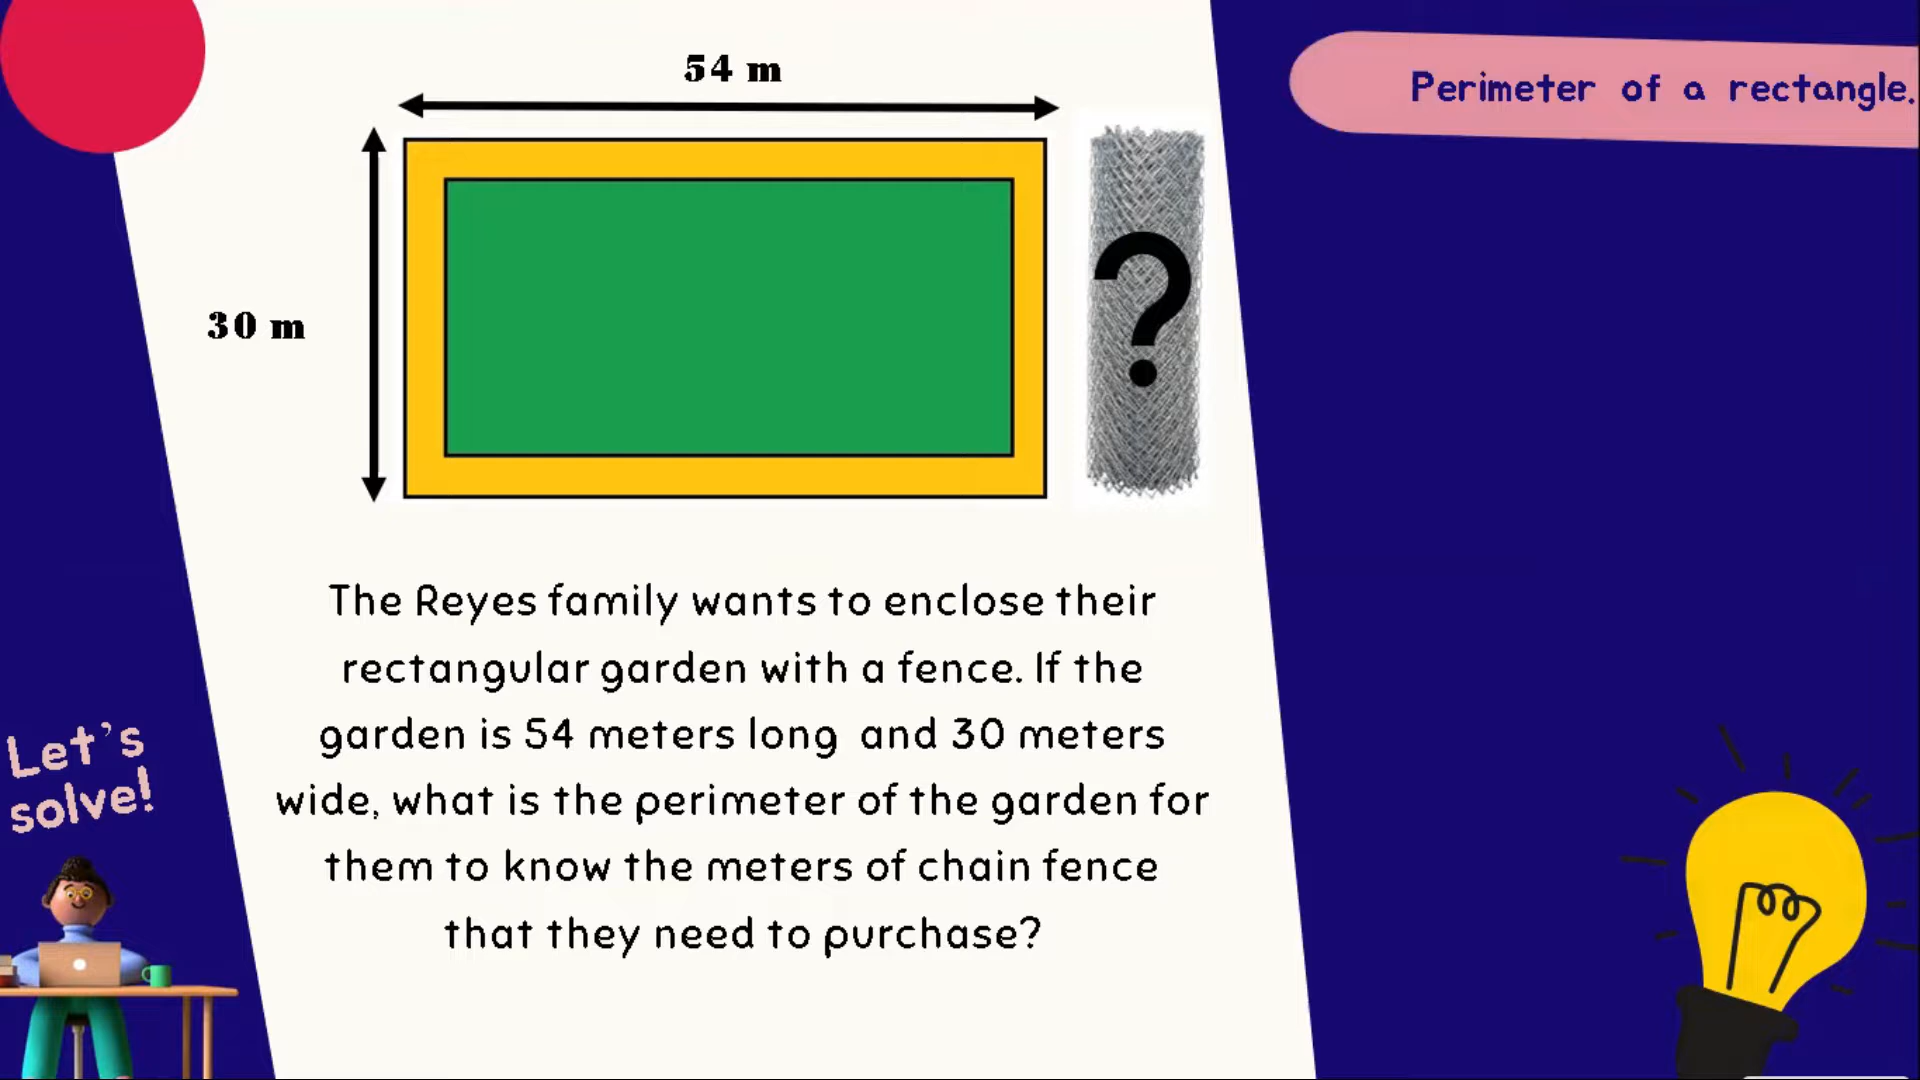 54 m
Perimeter of a rectangle.
30 m
?
The Reyes family wants to enclose their
rectangular garden with a fence. If the
garden is 54 meters long and 30 meters
wide, what is the perimeter of the garden for
them to know the meters of chain fence
that they need to purchase?
Let's
solve!